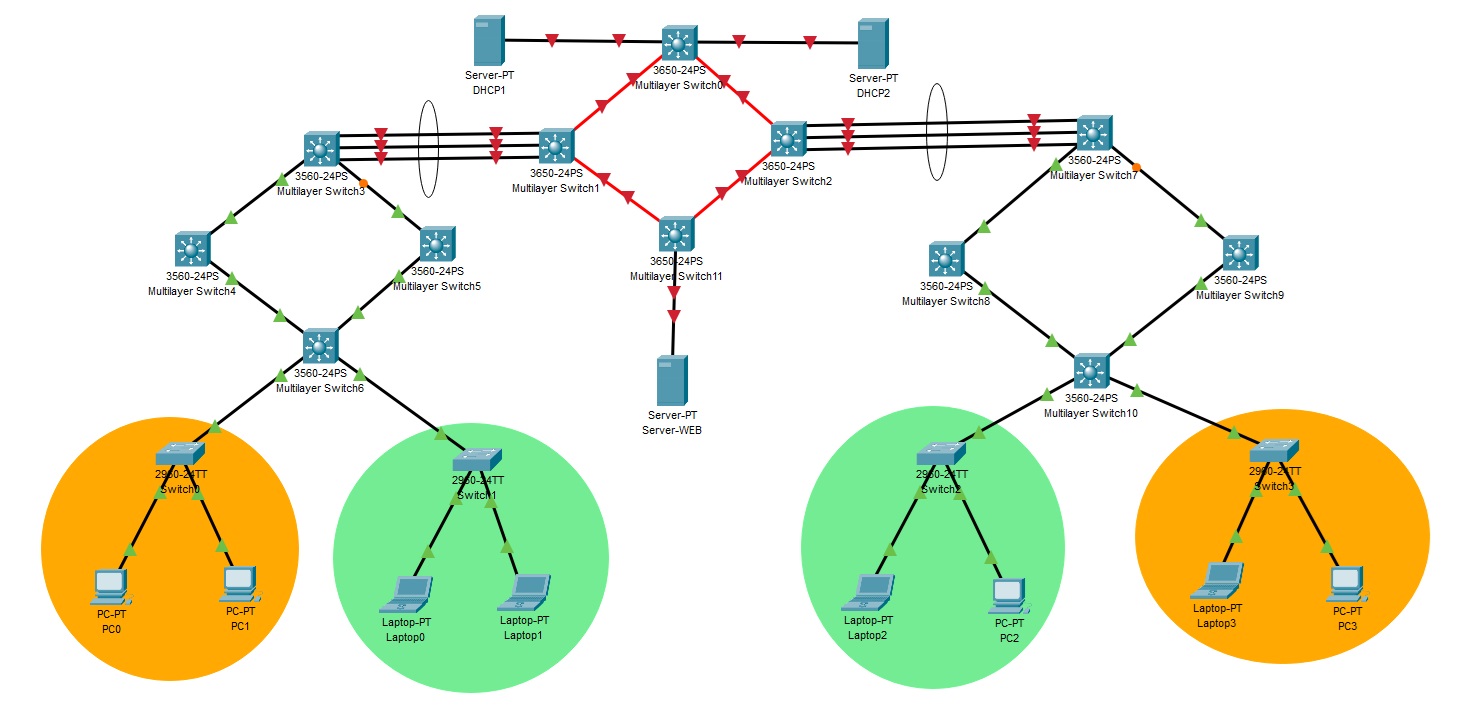 Server-PT
DHCP1
3650-24PS
Multilayer Switch0
Server-PT
DHCP2
3560-24PS
Multilayer Switch3
3650-24PS
Multilayer Switch1
3650-24PS
Multilayer Switch2
3560-24PS
Multilayer Switch7
3560-24PS
Multilayer Switch4
3560-24PS
Multilayer Switch5
3650-24PS
Multilayer Switch11
3560-24PS
Multilayer Switch8
3560-24PS
Multilayer Switch9
3560-24PS
Multilayer Switch6
3560-24PS
Multilayer Switch10
Server-PT
Server-WEB
2960-24TT
Switch0
2960-24TT
Switch1
2960-24TT
Switch2
2960-24TT
Switch3
PC-PT
PC0
PC-PT
PC1
Laptop-PT
Laptop0
Laptop-PT
Laptop1
Laptop-PT
Laptop2
PC-PT
PC2
Laptop-PT
Laptop3
PC-PT
PC3